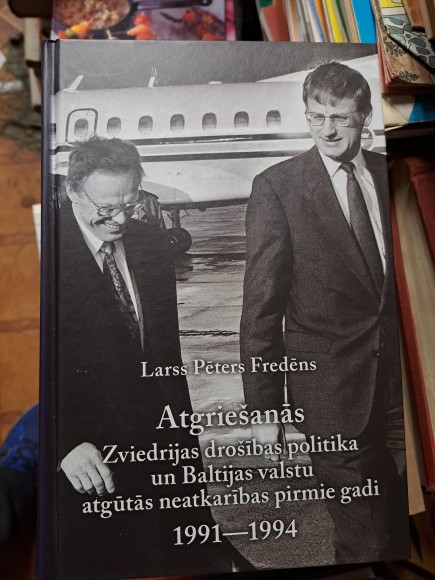 Larss Pēters Fredēns
Atgriešanās
Zviedrijas drošības politika
un Baltijas valstu
atgūtās neatkarības pirmie gadi
1991—1994